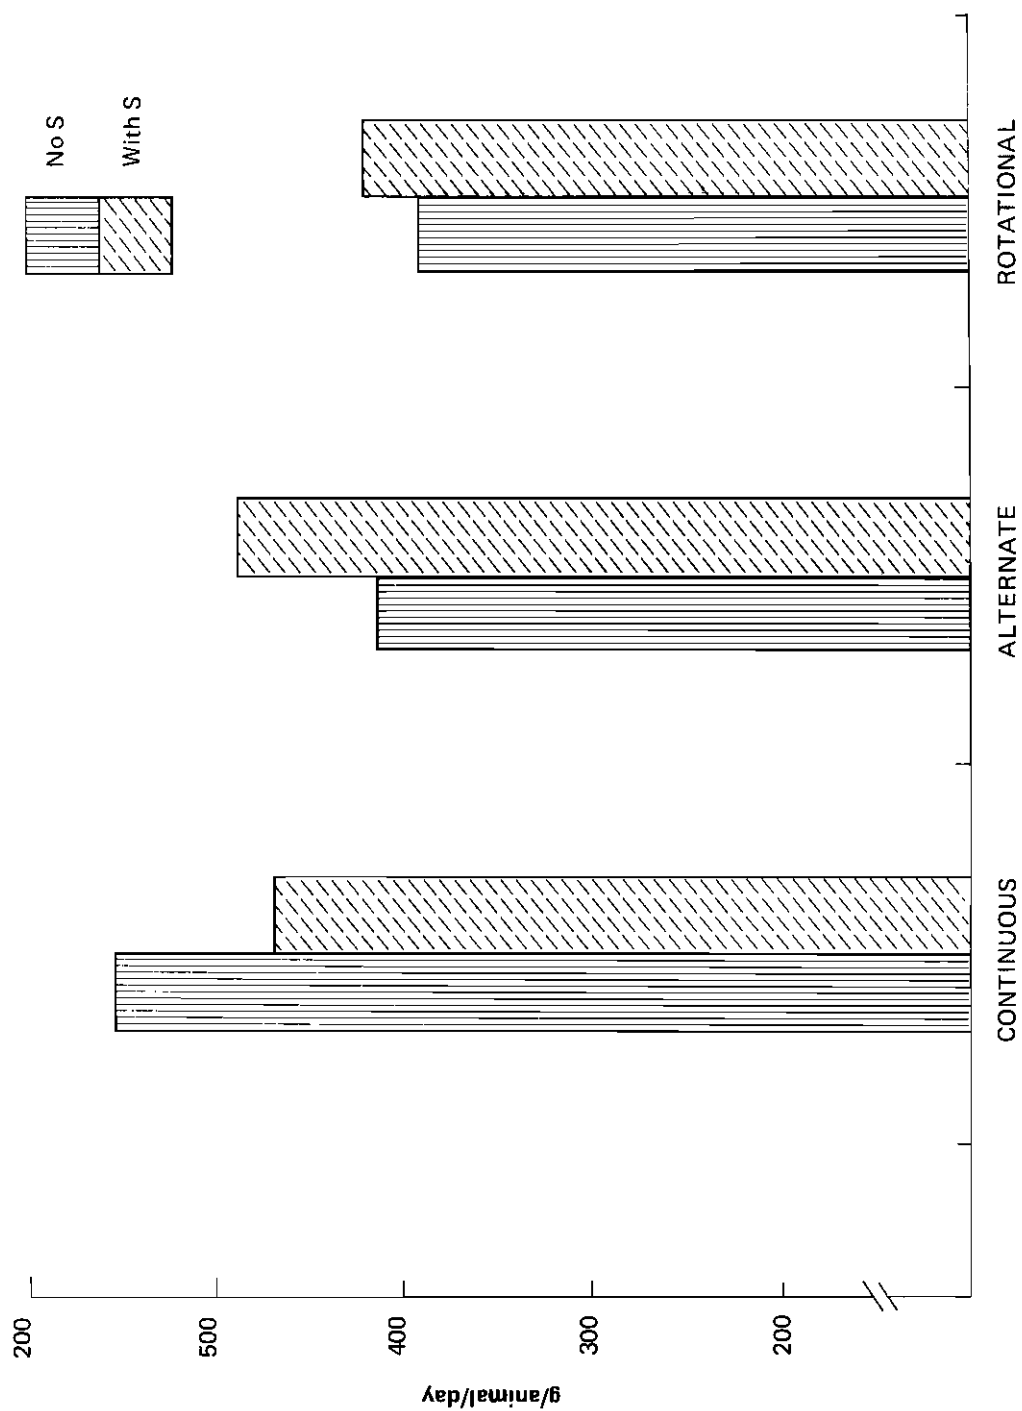 No S
With S
200
500
400
300
200
g/animal/day
CONTINUOUS
ALTERNATE
ROTATIONAL